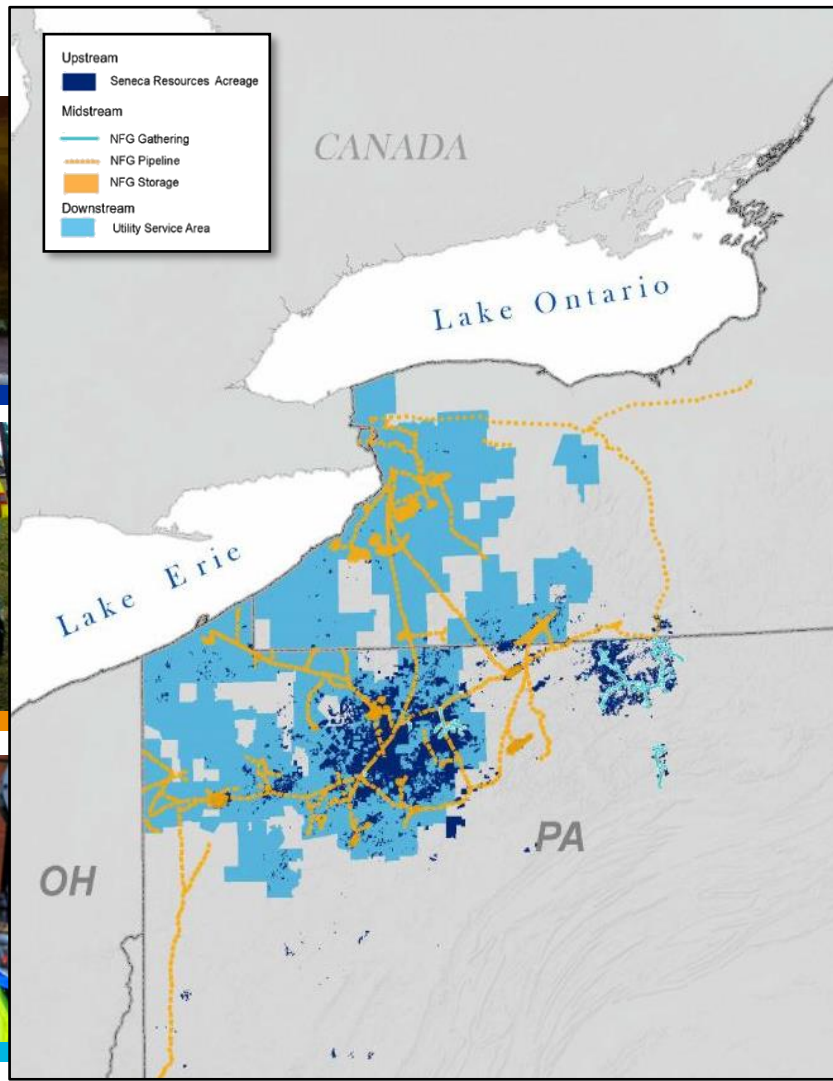 Upstream
Seneca Resources Acreage
Midstream
NFG Gathering
NFG Pipeline
NFG Storage
Downstream
Utility Service Area
CANADA
Lake Ontario
Lake Erie
PA
OH